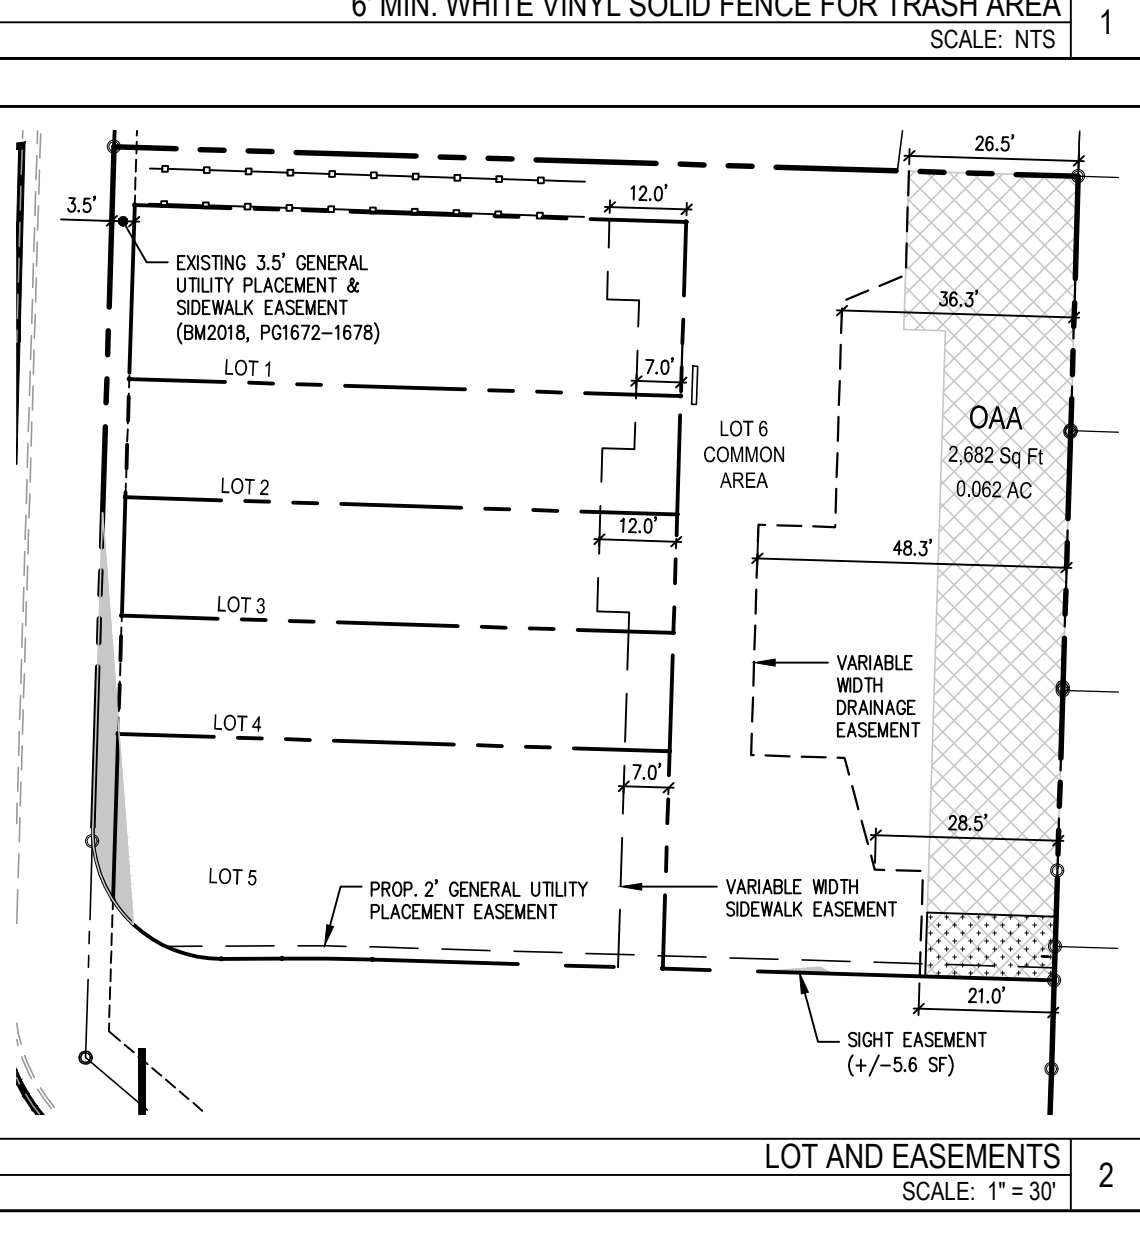 6' MIN. WHITE VINYL SOLID FENCE FOR TRASH AREA
SCALE: NTS
1
26.5'
12.0'
3.5'
EXISTING 3.5' GENERAL
UTILITY PLACEMENT &
SIDEWALK EASEMENT
(BM2018, PG1672-1678)
36.3'
LOT 1
7.0'
LOT 6
COMMON
AREA
OAA
2,682 Sq Ft
0.062 AC
LOT 2
12.0'
48.3'
LOT 3
VARIABLE
WIDTH
DRAINAGE
EASEMENT
LOT 4
7.0'
28.5'
LOT 5
PROP. 2' GENERAL UTILITY
PLACEMENT EASEMENT
VARIABLE WIDTH
SIDEWALK EASEMENT
21.0'
SIGHT EASEMENT
(+/-5.6 SF)
LOT AND EASEMENTS
SCALE: 1" = 30'
2